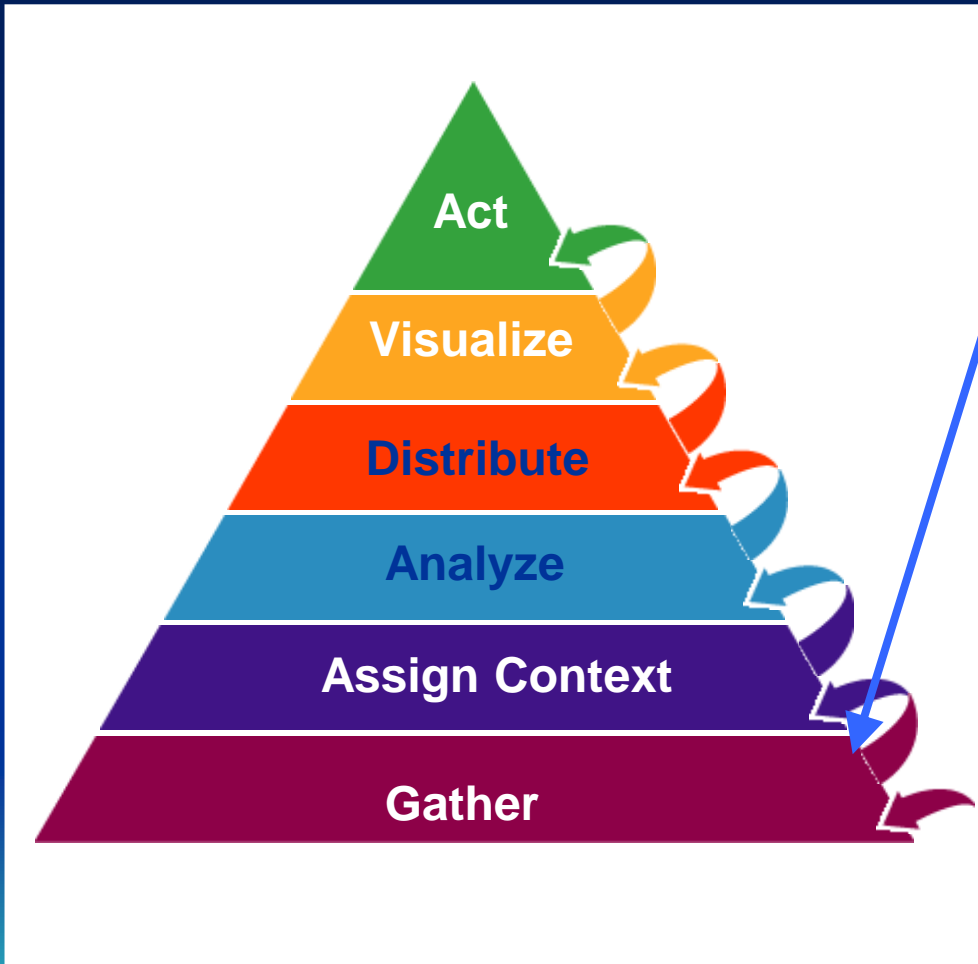 Act
Visualize
Distribute
Analyze
Assign Context
Gather